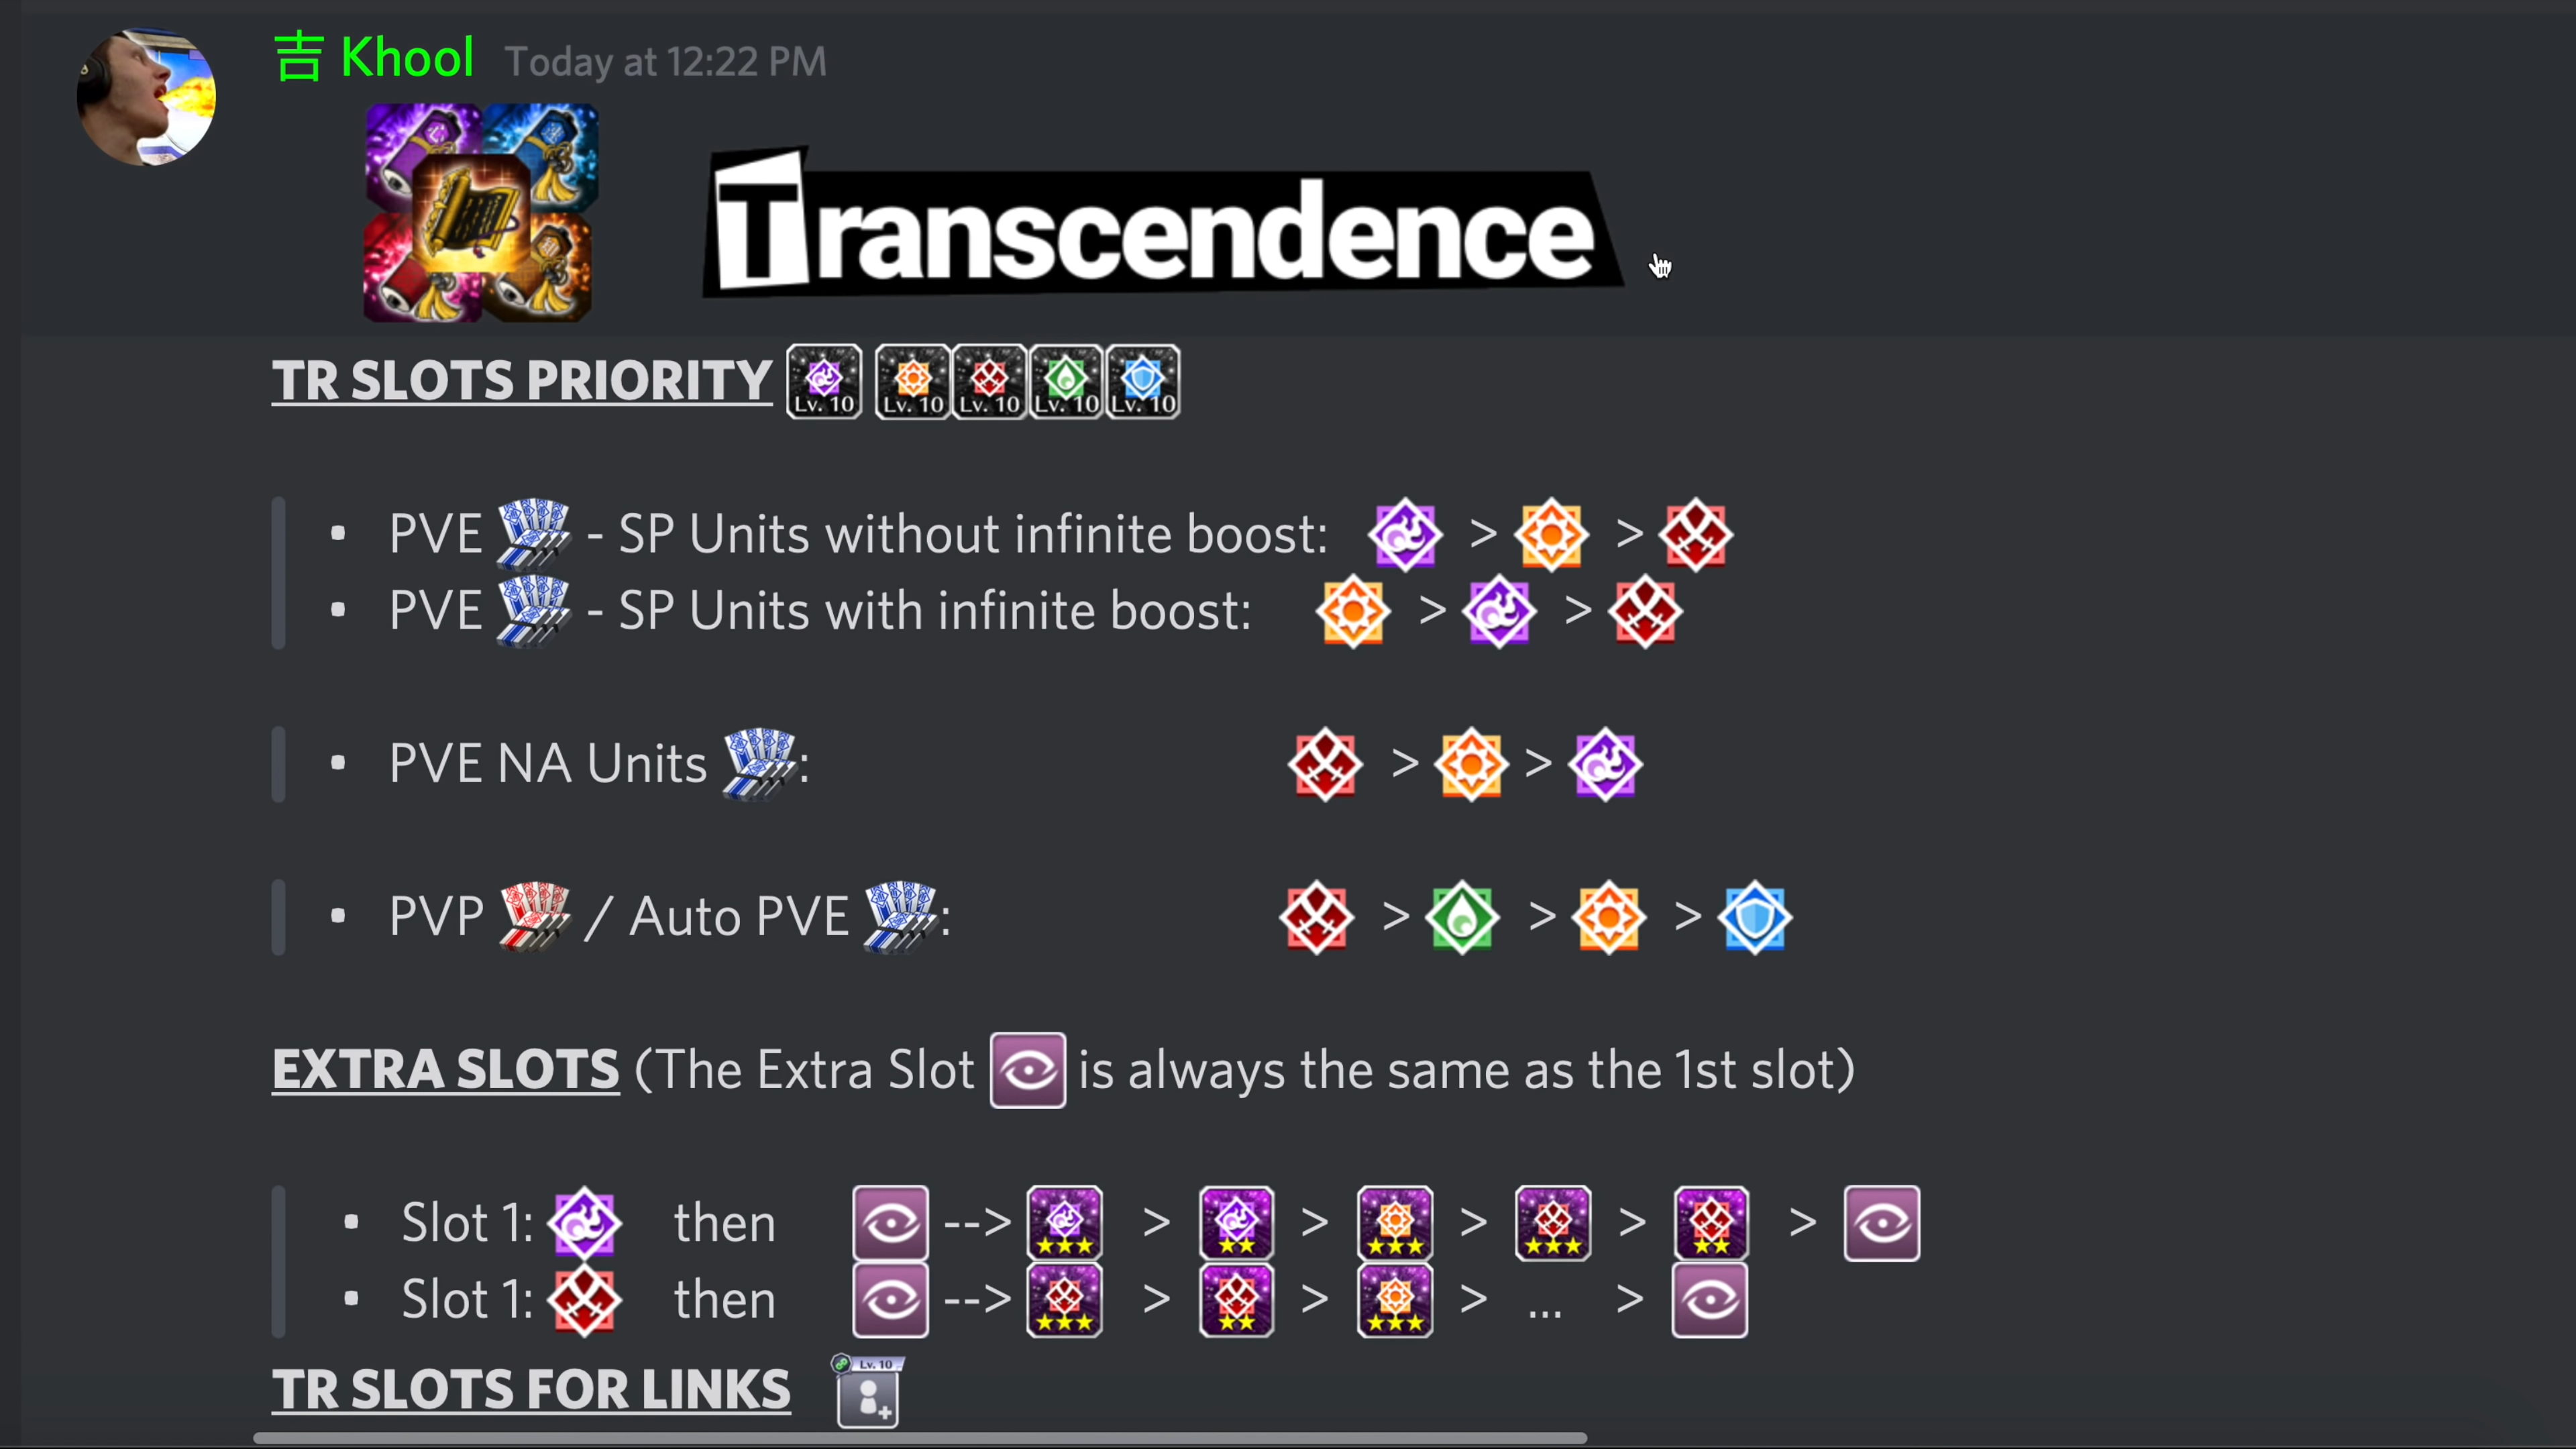 吉 Khool Today at 12:22 PM
Transcendence
TR SLOTS PRIORITY Lv. 10 Lv. 10 Lv. 10 Lv. 10 Lv. 10
• PVE - SP Units without infinite boost: > >
• PVE - SP Units with infinite boost: > >
• PVE NA Units : > >
• PVP / Auto PVE : > > >
EXTRA SLOTS (The Extra Slot is always the same as the 1st slot)
• Slot 1: then --> > > > > >
• Slot 1: then --> > > > ... >
TR SLOTS FOR LINKS Lv. 10